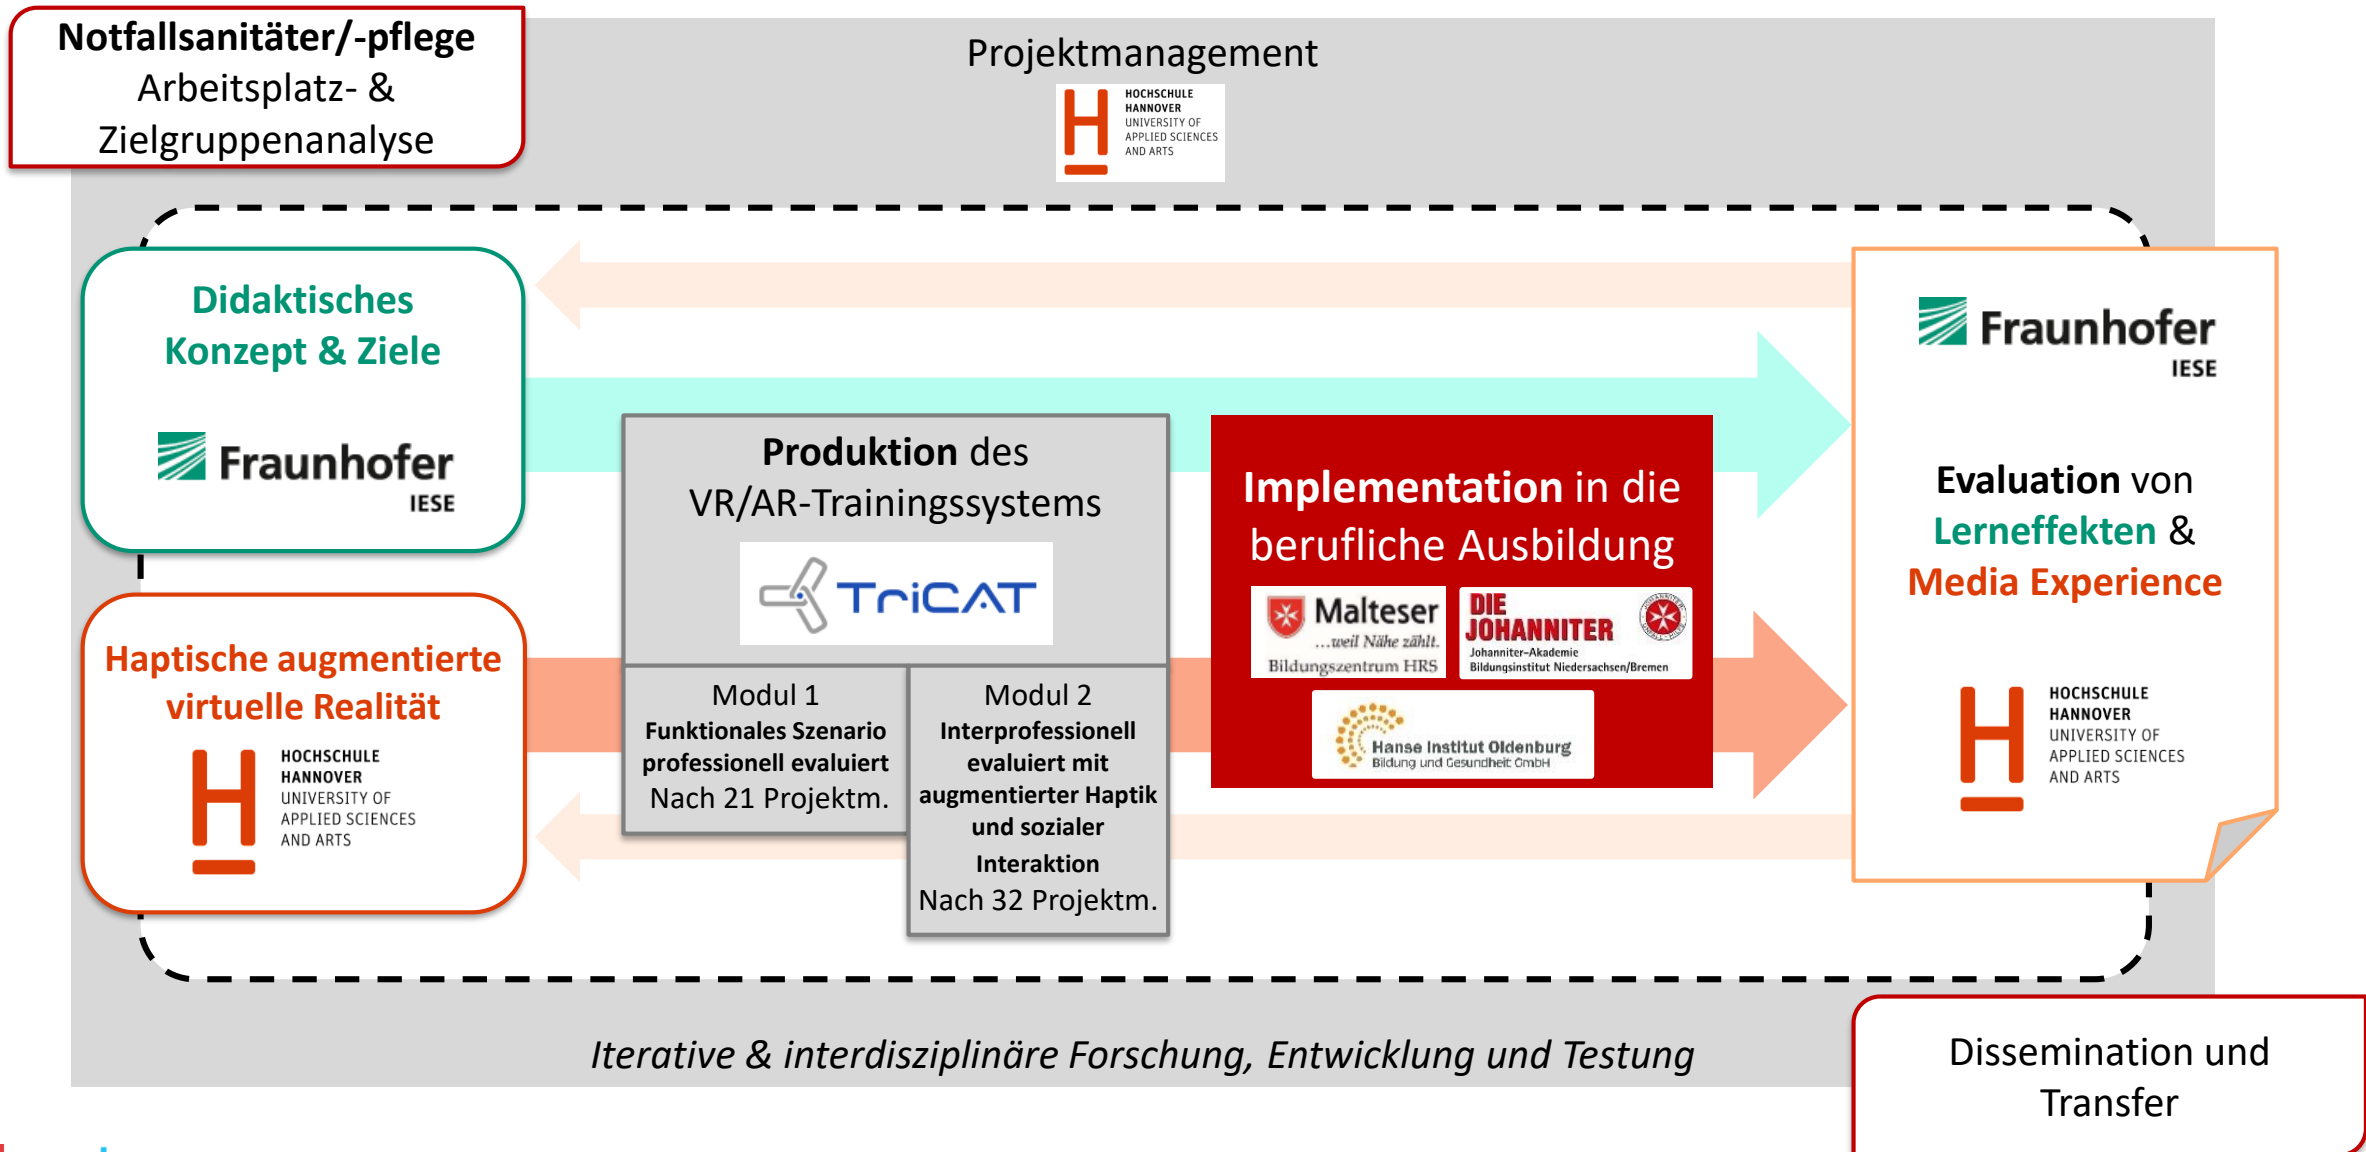 Notfallsanitäter/-pflege
Arbeitsplatz- &
Zielgruppenanalyse
Projektmanagement
HOCHSCHULE
HANNOVER
UNIVERSITY OF
APPLIED SCIENCES
AND ARTS
Didaktisches
Konzept & Ziele
Fraunhofer
IESE
Haptische augmentierte
virtuelle Realität
HOCHSCHULE
HANNOVER
UNIVERSITY OF
APPLIED SCIENCES
AND ARTS
Produktion des
VR/AR-Trainingssystems
TriCAT
Modul 1
Funktionales Szenario
professionell evaluiert
Nach 21 Projektm.
Modul 2
Interprofessionell
evaluiert mit
augmentierter Haptik
und sozialer
Interaktion
Nach 32 Projektm.
Implementation in die
berufliche Ausbildung
Malteser
...weil Nähe zählt.
Bildungszentrum HRS
DIE
JOHANNITER
Johanniter-Akademie
Bildungsinstitut Niedersachsen/Bremen
Hanse Institut Oldenburg
Bildung und Gesundheit GmbH
Fraunhofer
IESE
Evaluation von
Lerneffekten &
Media Experience
HOCHSCHULE
HANNOVER
UNIVERSITY OF
APPLIED SCIENCES
AND ARTS
Iterative & interdisziplinäre Forschung, Entwicklung und Testung
Dissemination und
Transfer